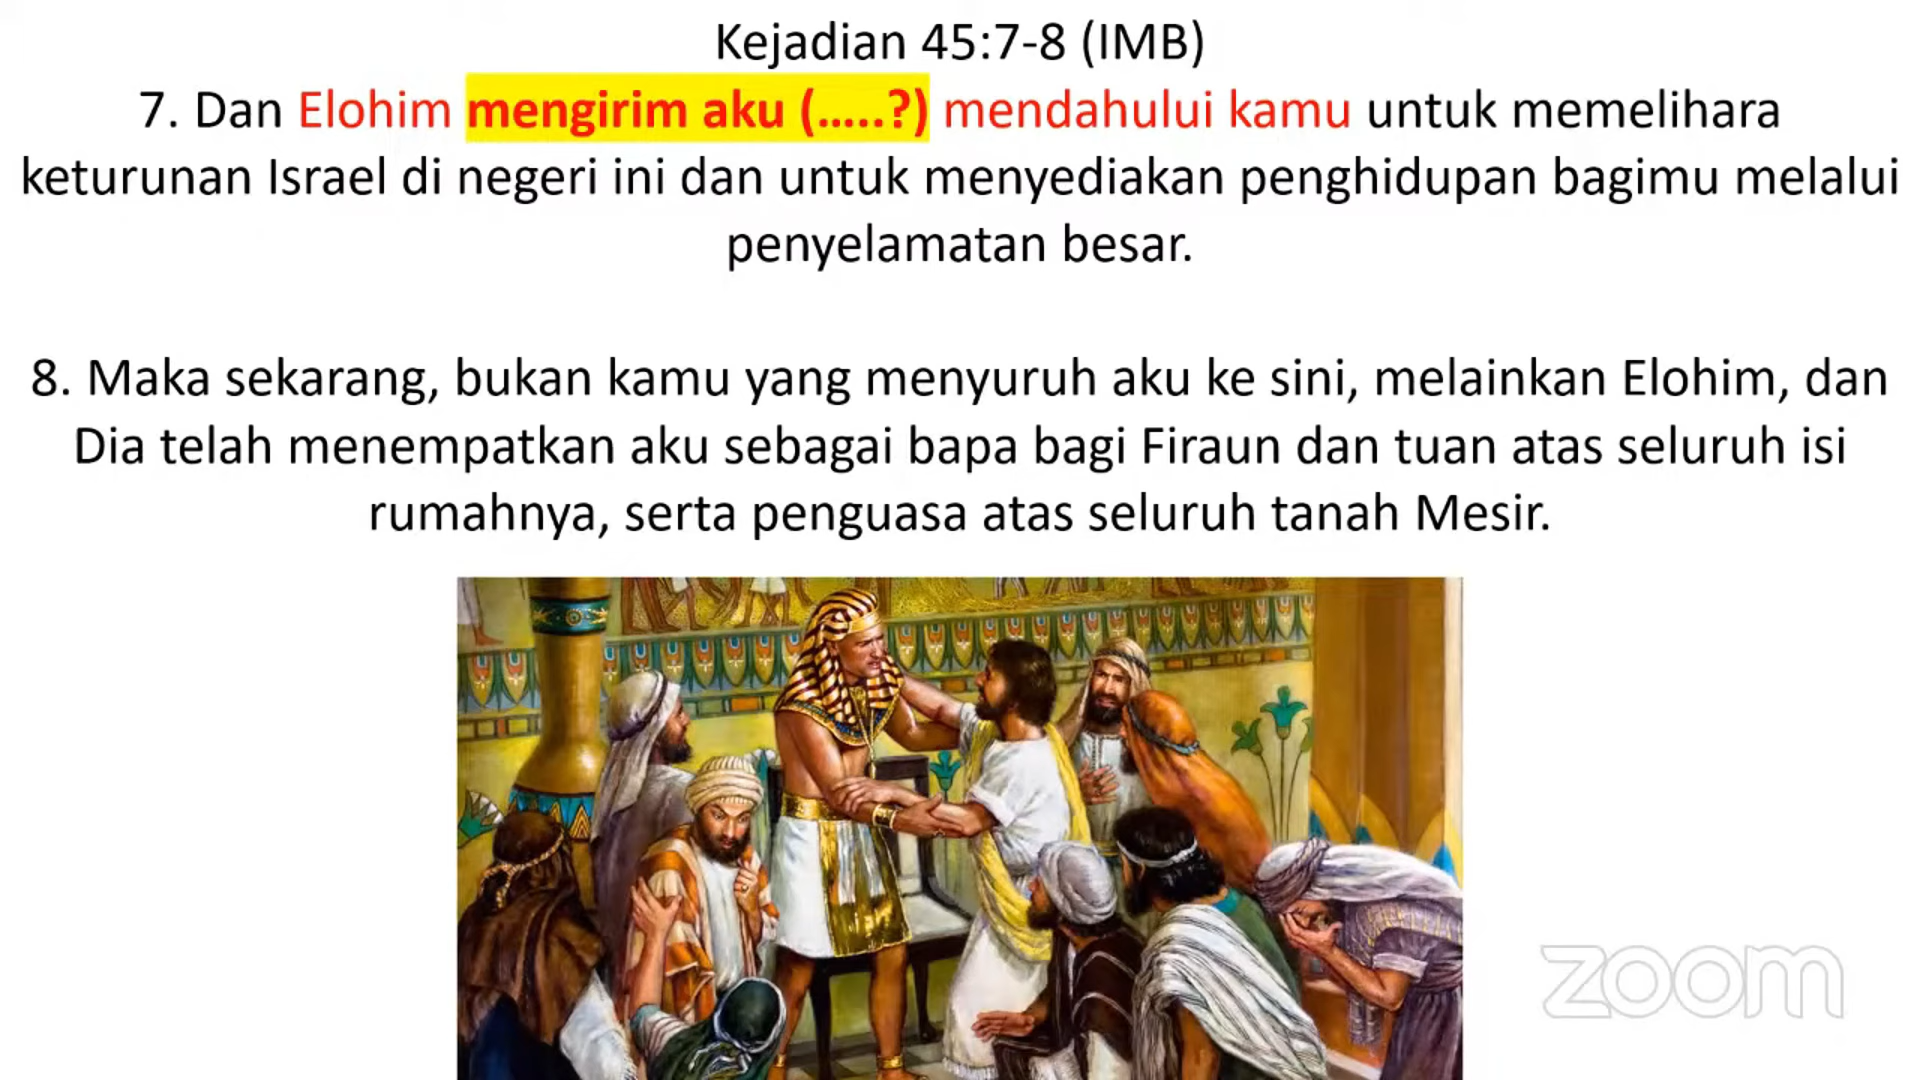 Kejadian 45:7-8 (IMB)
7. Dan Elohim mengirim aku (.....?) mendahului kamu untuk memelihara
keturunan Israel di negeri ini dan untuk menyediakan penghidupan bagimu melalui
penyelamatan besar.
8. Maka sekarang, bukan kamu yang menyuruh aku ke sini, melainkan Elohim, dan
Dia telah menempatkan aku sebagai bapa bagi Firaun dan tuan atas seluruh isi
rumahnya, serta penguasa atas seluruh tanah Mesir.
zoom